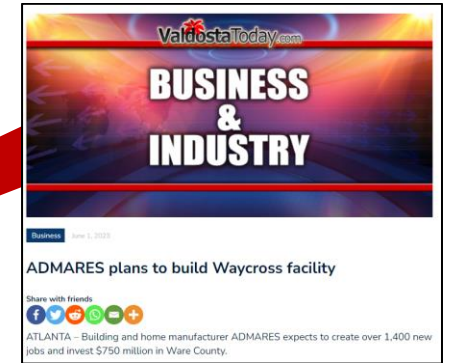 ValdostaToday.com
BUSINESS
&
INDUSTRY
Business June 1, 2023
ADMARES plans to build Waycross facility
Share with friends
ATLANTA – Building and home manufacturer ADMARES expects to create over 1,400 new
jobs and invest $750 million in Ware County.